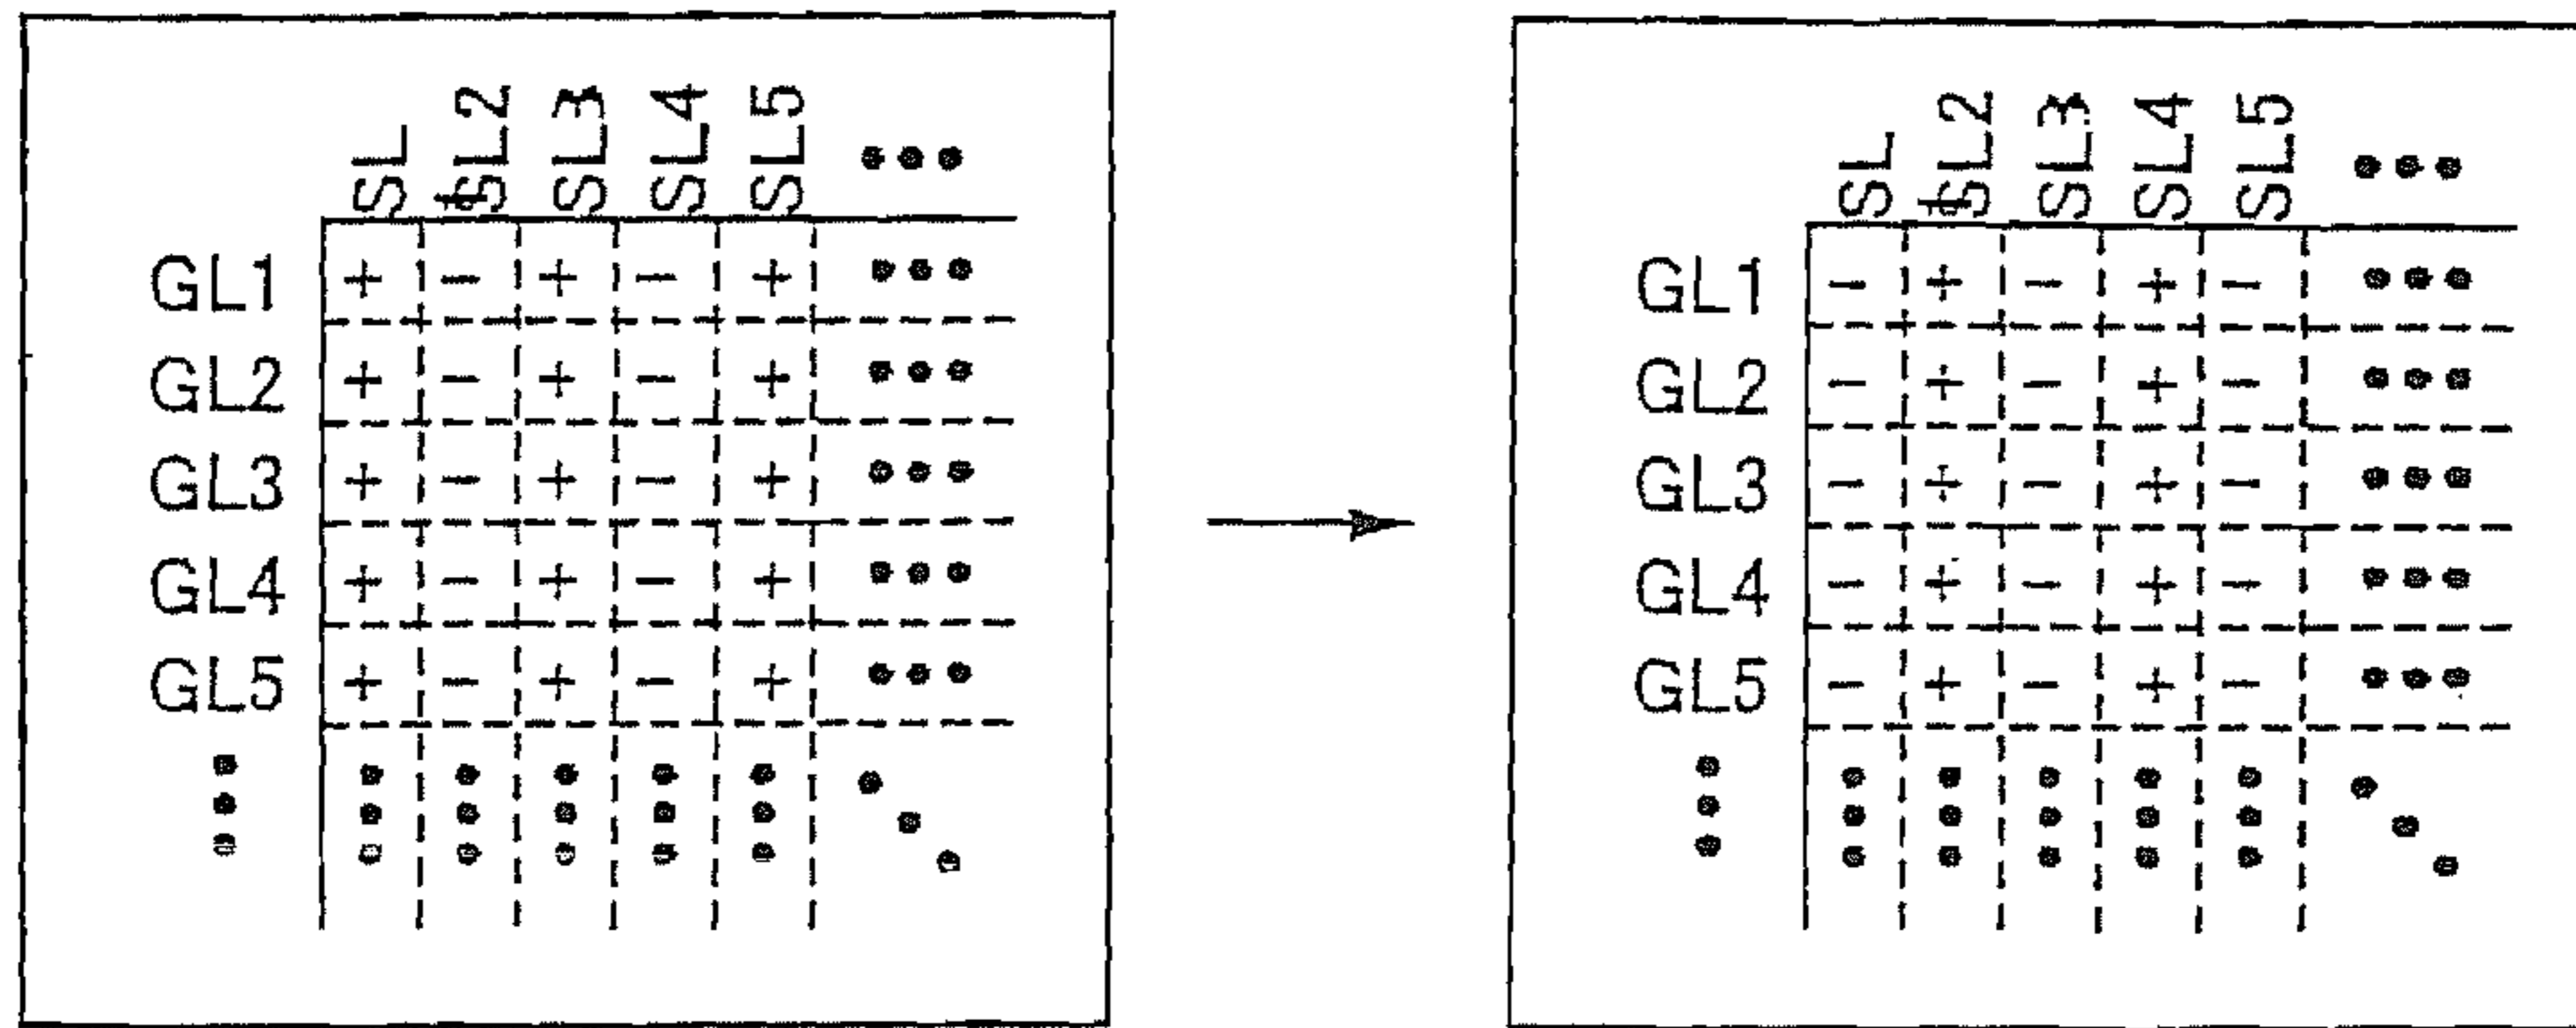 SL SL2 SL3 SL4 SL5 •••
GL1 + - + - + •••
GL2 + - + - + •••
GL3 + - + - + •••
GL4 + - + - + •••
GL5 + - + - + •••
SL SL2 SL3 SL4 SL5 •••
GL1 - + - + - •••
GL2 - + - + - •••
GL3 - + - + - •••
GL4 - + - + - •••
GL5 - + - + - •••